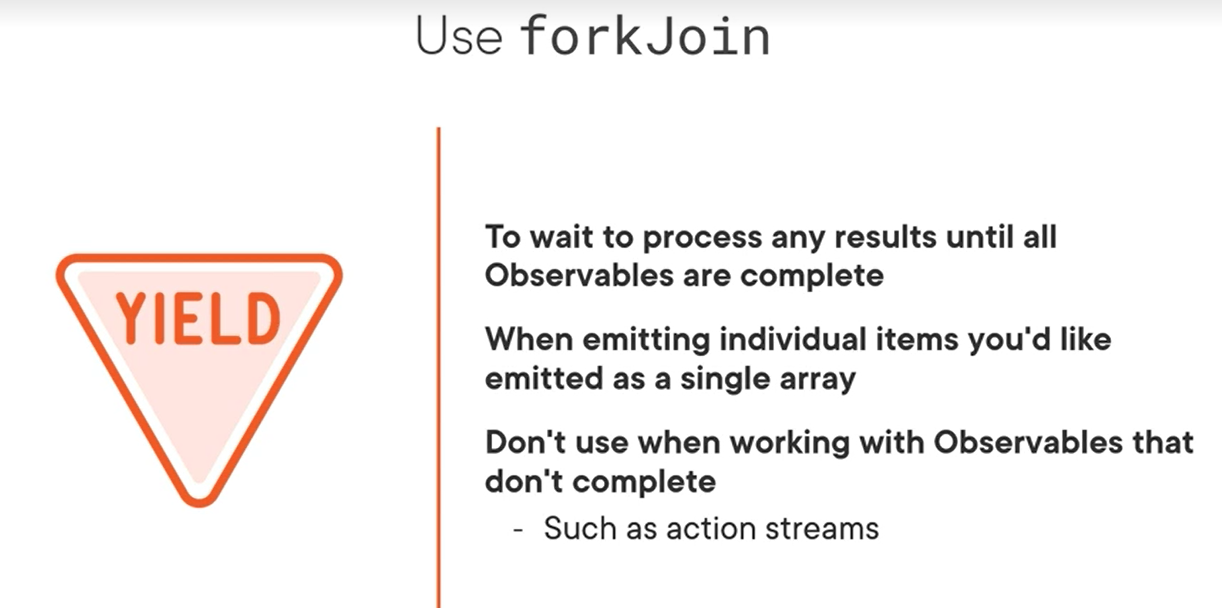 Use forkJoin
YIELD
To wait to process any results until all
Observables are complete
When emitting individual items you'd like
emitted as a single array
Don't use when working with Observables that
don't complete
- Such as action streams